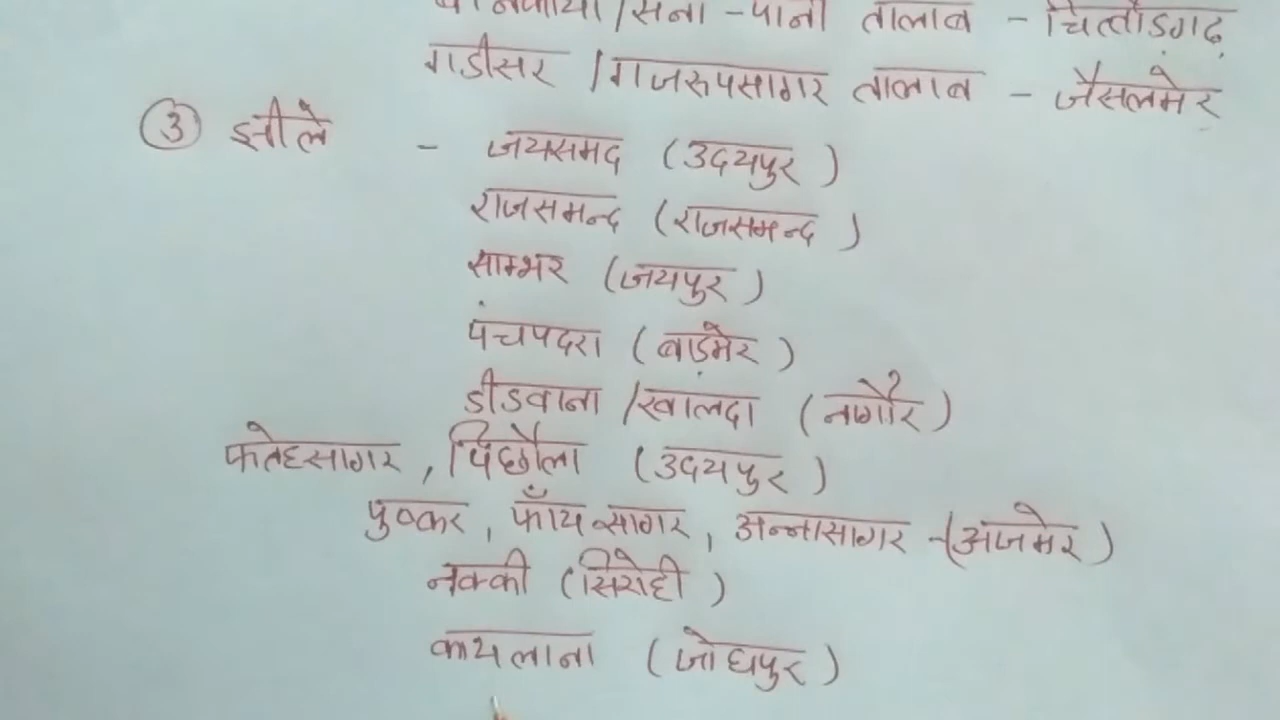 /सेना - पानी तालाब - चित्तौड़गढ़
गडीसर / गजरुपसागर तालाब - जैसलमेर
③ झीले - जयसमद (उदयपुर)
राजसमन्द (राजसमन्द)
साम्भर (जयपुर)
पंचपदरा (बाड़मेर)
डीडवाना / खालदा (नागौर)
फतेहसागर, पिछौला (उदयपुर)
पुष्कर, फाँय सागर, अन्नासागर - (अजमेर)
नक्की (सिरोही)
कायलाना (जोधपुर)